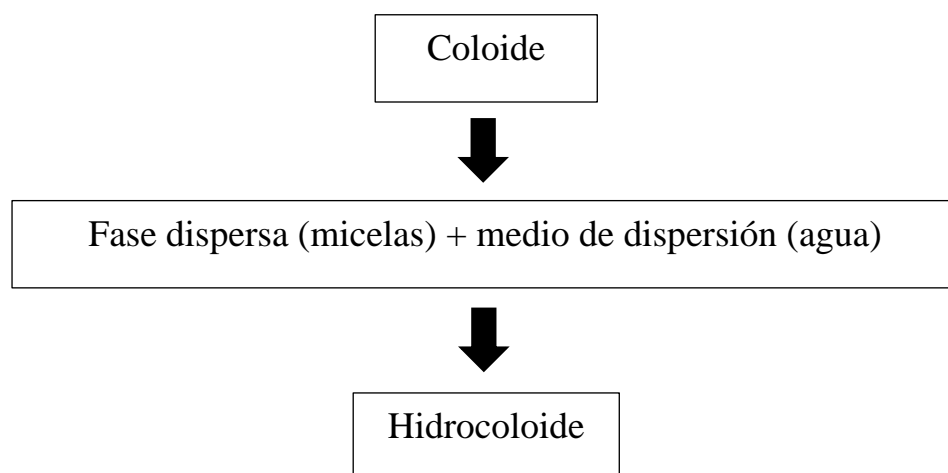 Coloide
Fase dispersa (micelas) + medio de dispersión (agua)
Hidrocoloide